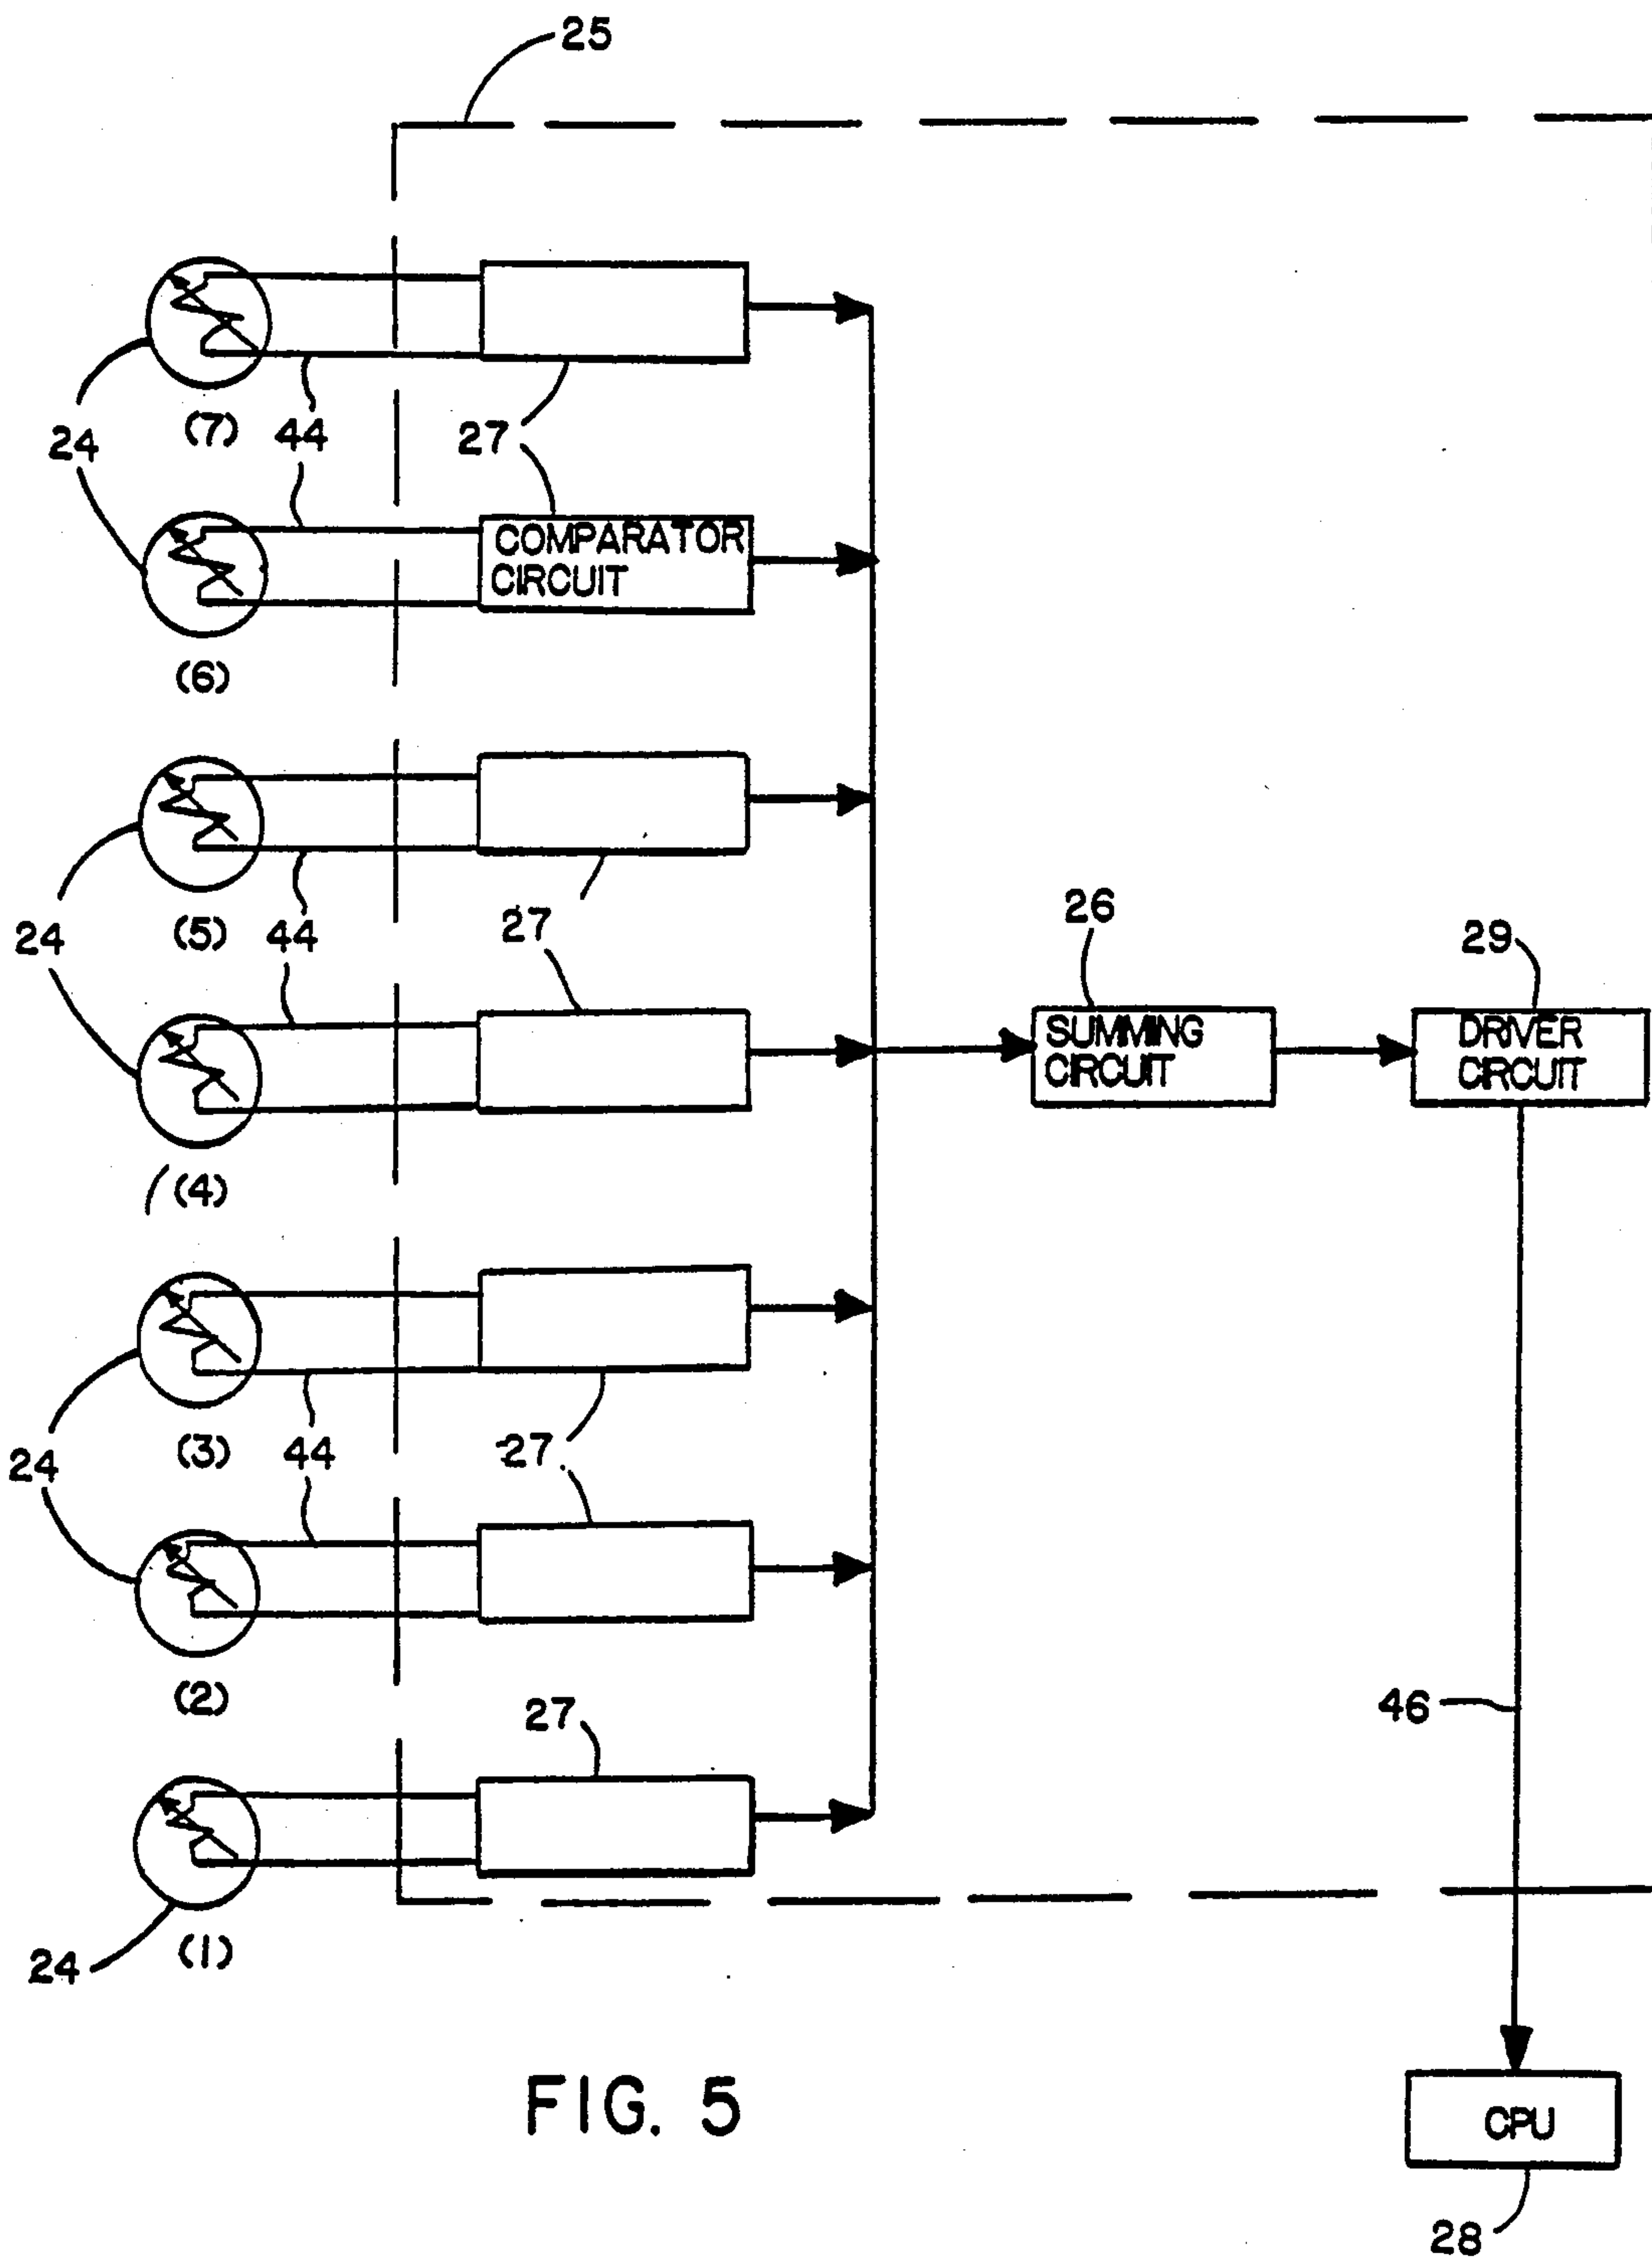 25
24
(7)
44
27
COMPARATOR
CIRCUIT
(6)
24
(5)
44
27
26
29
SUMMING
CIRCUIT
DRIVER
CIRCUIT
(4)
24
(3)
44
27
(2)
27
46
24
(1)
CPU
28
FIG. 5